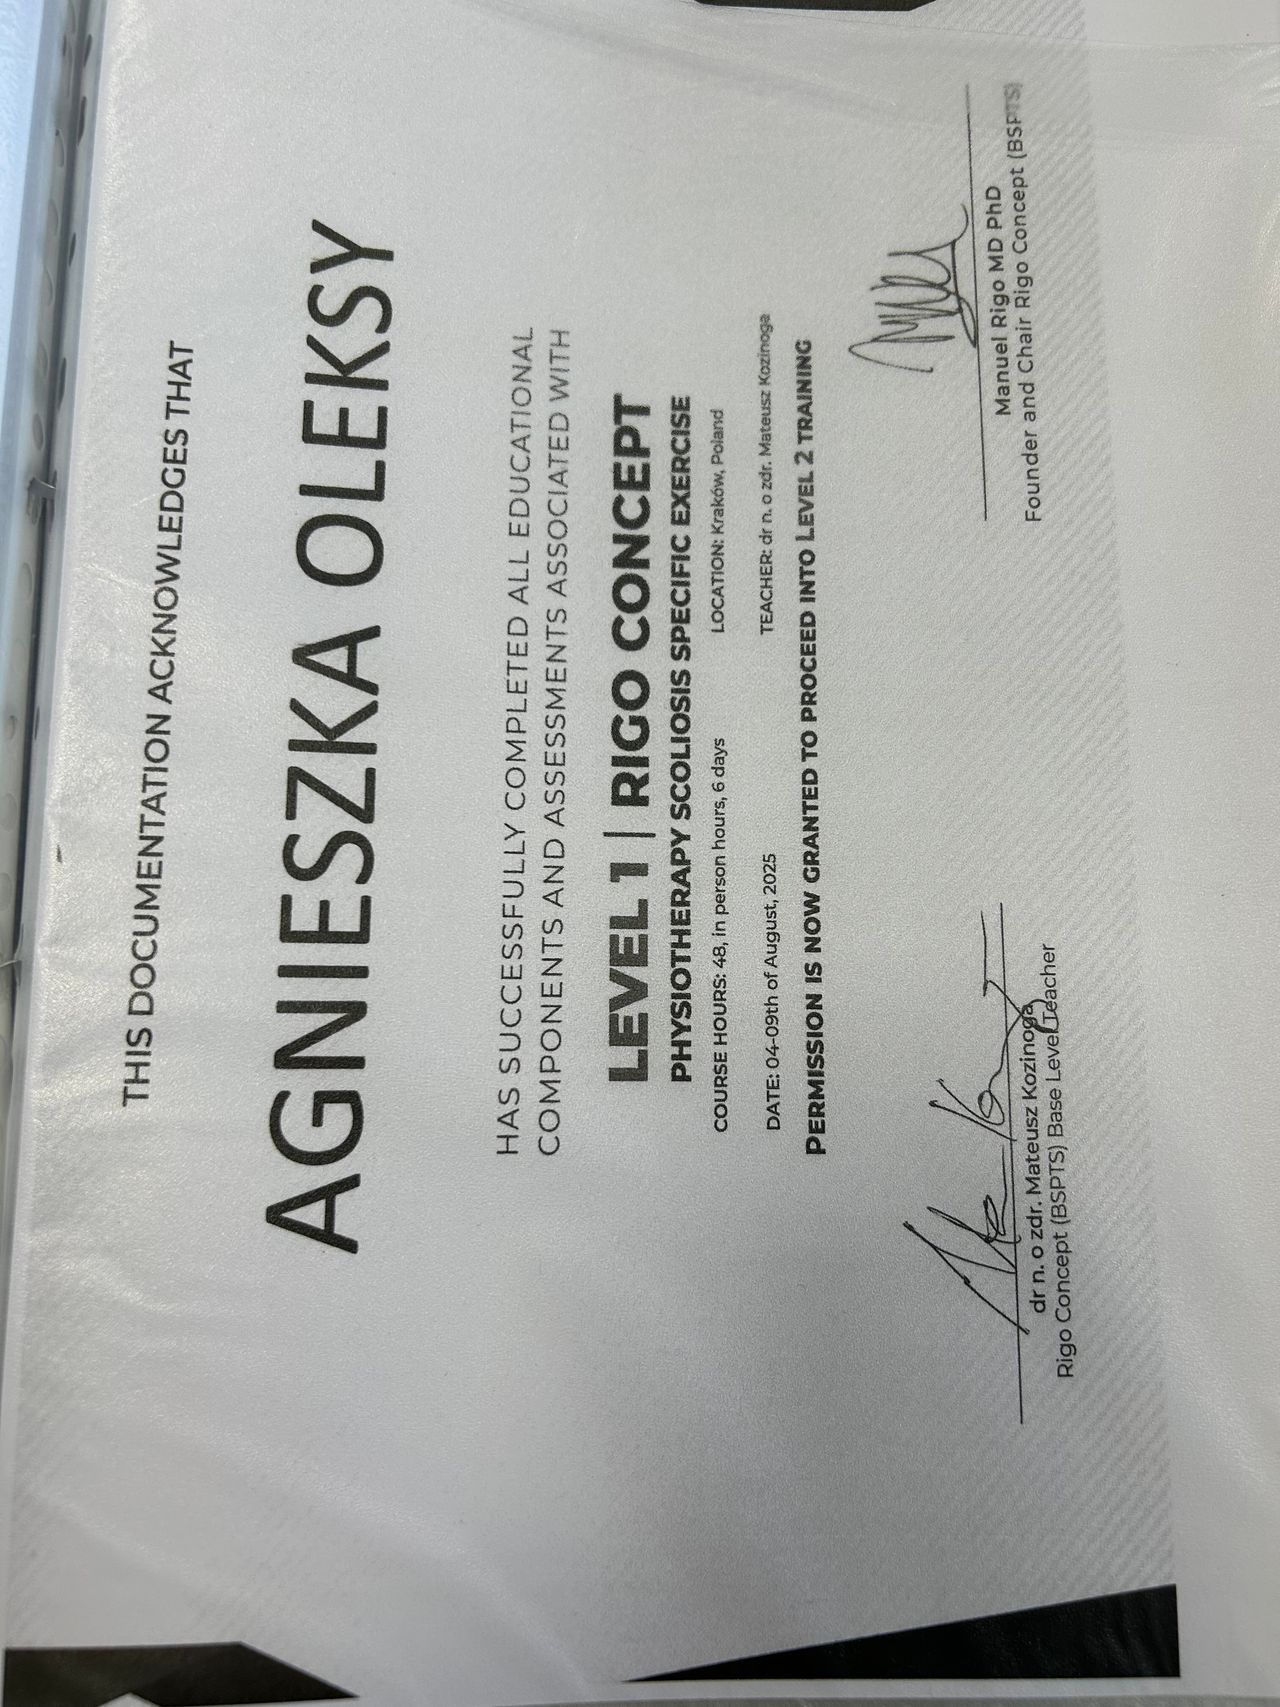 THIS DOCUMENTATION ACKNOWLEDGES THAT
AGNIESZKA OLEKSY
HAS SUCCESSFULLY COMPLETED ALL EDUCATIONAL
COMPONENTS AND ASSESSMENTS ASSOCIATED WITH
LEVEL 1 | RIGO CONCEPT
PHYSIOTHERAPY SCOLIOSIS SPECIFIC EXERCISE
COURSE HOURS: 48, in person hours, 6 days
LOCATION: Kraków, Poland
DATE: 04-09th of August, 2025
TEACHER: dr n. o zdr. Mateusz Kozinoga
PERMISSION IS NOW GRANTED TO PROCEED INTO LEVEL 2 TRAINING
dr n. o zdr. Mateusz Kozinoga
Rigo Concept (BSPTS) Base Level Teacher
Manuel Rigo MD PhD
Founder and Chair Rigo Concept (BSPTS)